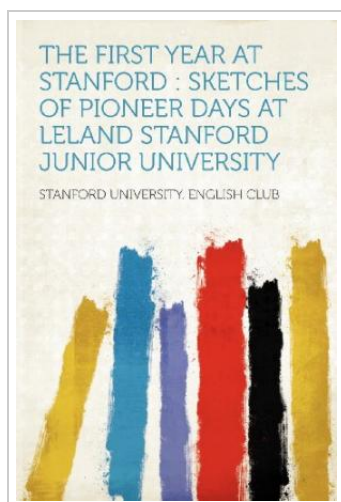 THE FIRST YEAR AT
STANFORD : SKETCHES
OF PIONEER DAYS AT
LELAND STANFORD
JUNIOR UNIVERSITY
STANFORD UNIVERSITY. ENGLISH CLUB